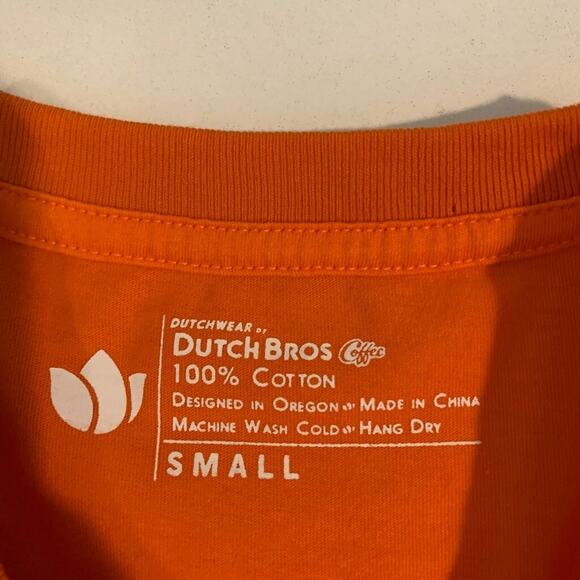 DUTCHWEAR BY
DUTCH BROS Coffee
100% COTTON
DESIGNED IN OREGON MADE IN CHINA
MACHINE WASH COLD HANG DRY
SMALL